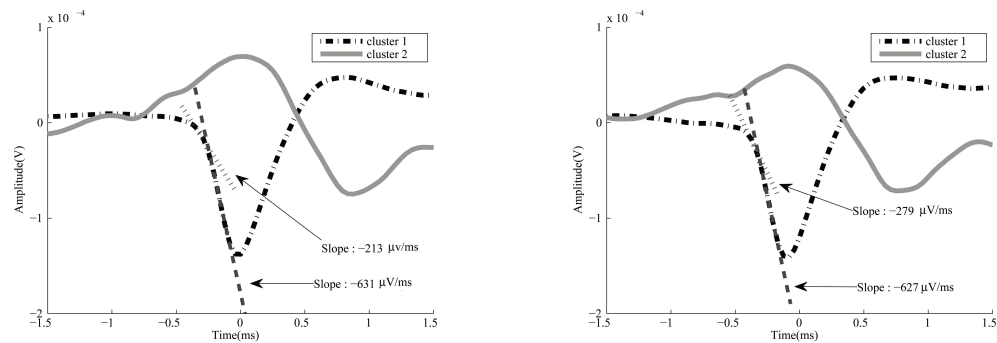 x 10 −4
1
0
−1
−2
Amplitude(V)
cluster 1
cluster 2
Slope : −213 μv/ms
Slope : −631 μV/ms
−1.5 −1 −0.5 0 0.5 1 1.5
Time(ms)
x 10 −4
1
0
−1
−2
Amplitude(V)
cluster 1
cluster 2
Slope : −279 μV/ms
Slope : −627 μV/ms
−1.5 −1 −0.5 0 0.5 1 1.5
Time(ms)